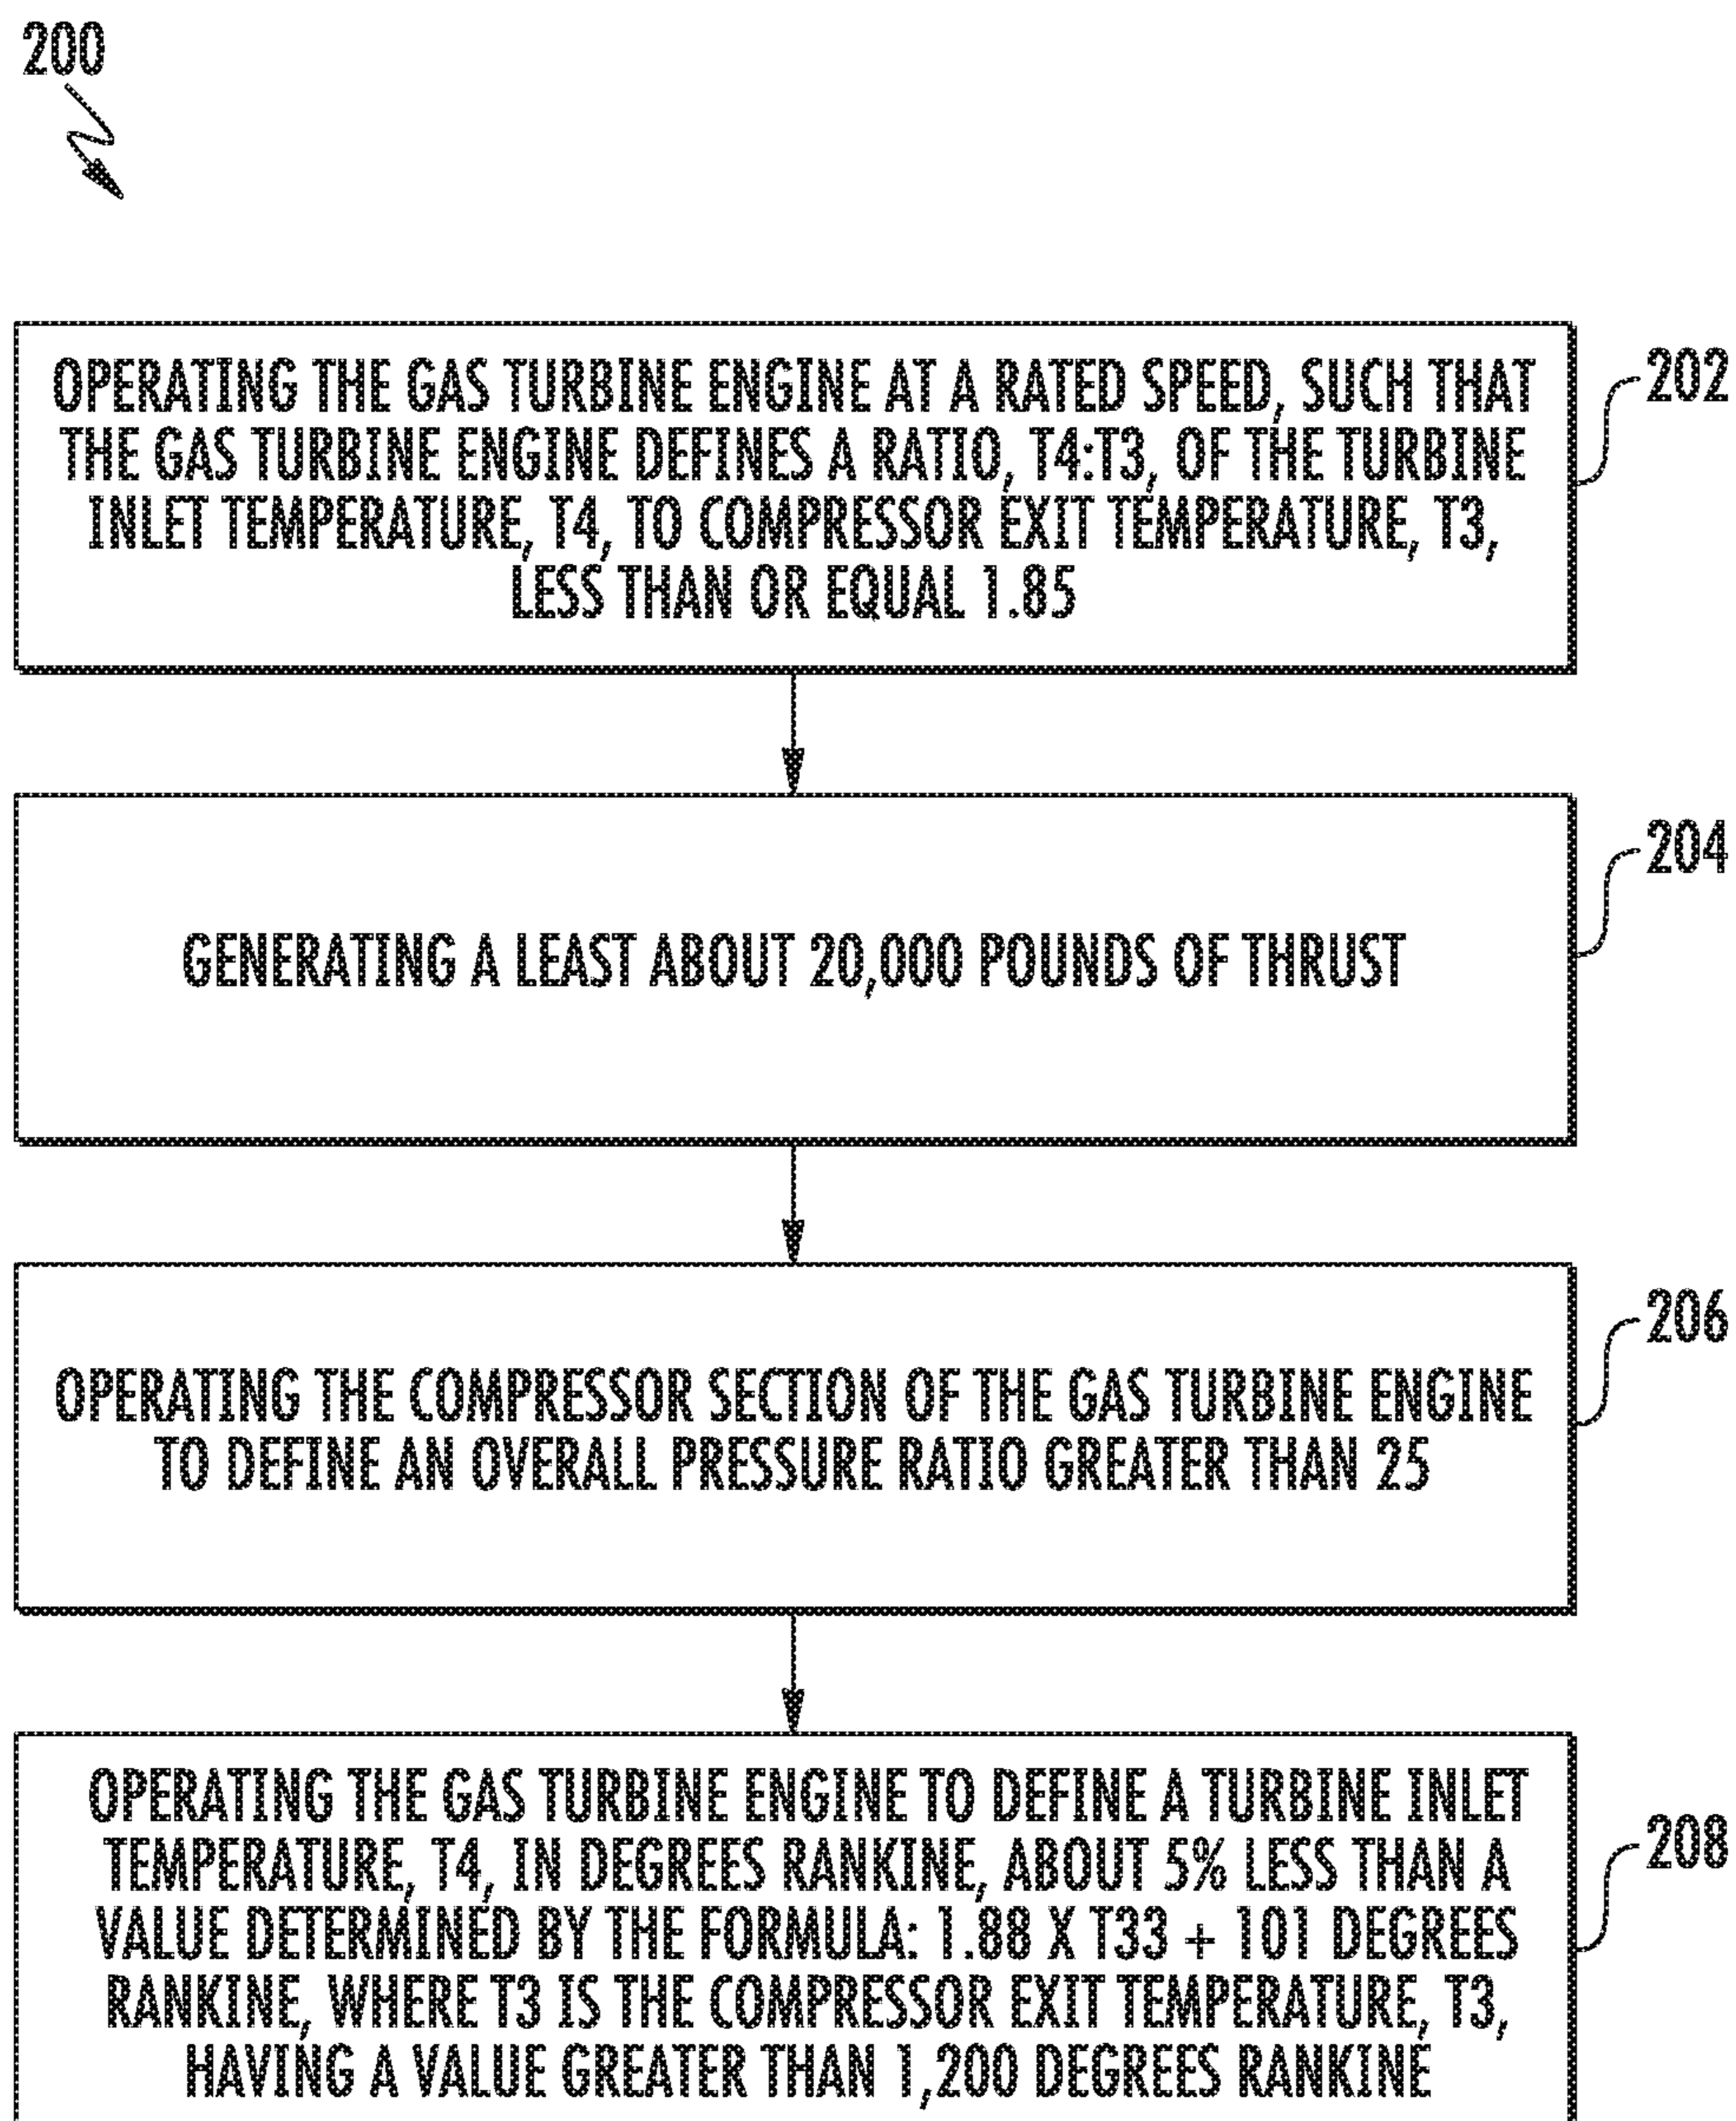 200
OPERATING THE GAS TURBINE ENGINE AT A RATED SPEED, SUCH THAT
THE GAS TURBINE ENGINE DEFINES A RATIO, T4:T3, OF THE TURBINE
INLET TEMPERATURE, T4, TO COMPRESSOR EXIT TEMPERATURE, T3,
LESS THAN OR EQUAL 1.85
202
GENERATING A LEAST ABOUT 20,000 POUNDS OF THRUST
204
OPERATING THE COMPRESSOR SECTION OF THE GAS TURBINE ENGINE
TO DEFINE AN OVERALL PRESSURE RATIO GREATER THAN 25
206
OPERATING THE GAS TURBINE ENGINE TO DEFINE A TURBINE INLET
TEMPERATURE, T4, IN DEGREES RANKINE, ABOUT 5% LESS THAN A
VALUE DETERMINED BY THE FORMULA: 1.88 X T33 + 101 DEGREES
RANKINE, WHERE T3 IS THE COMPRESSOR EXIT TEMPERATURE, T3,
HAVING A VALUE GREATER THAN 1,200 DEGREES RANKINE
208